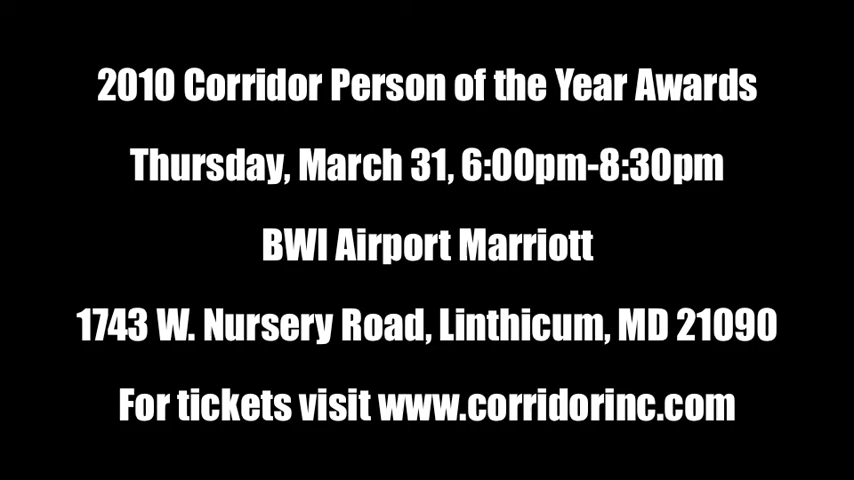 2010 Corridor Person of the Year Awards
Thursday, March 31, 6:00pm-8:30pm
BWI Airport Marriott
1743 W. Nursery Road, Linthicum, MD 21090
For tickets visit www.corridorinc.com